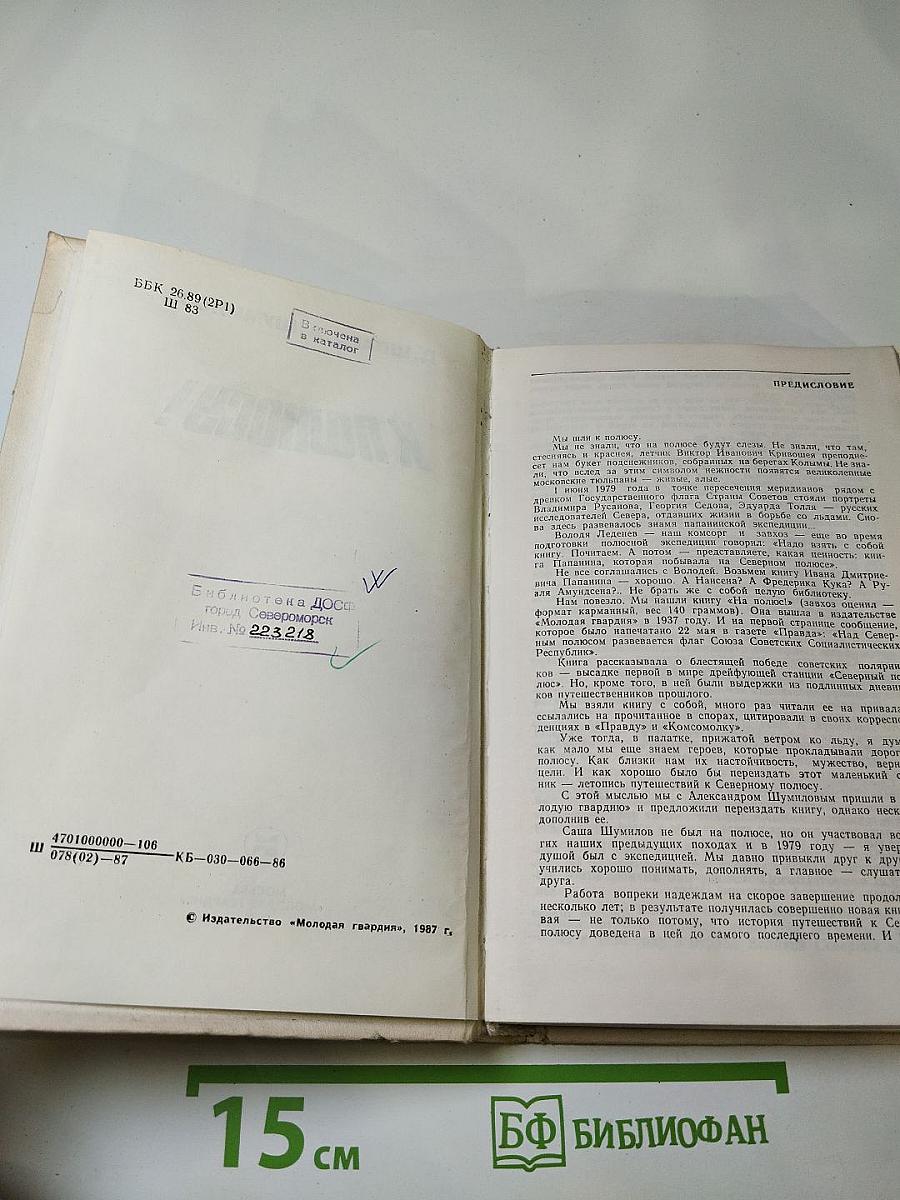 ББК 26.89(2Р1)
Ш 83
Включена
в каталог
Библиотека ДОСФ
город Североморск
Инв. № 223218
Ш 4701000000—106
078(02)—87 КБ—030—066—86
© Издательство «Молодая гвардия», 1987 г.
ПРЕДИСЛОВИЕ
Мы шли к полюсу.
Мы не знали, что на полюсе будут слезы. Не знали, что там,
стесняясь и краснея, летчик Виктор Иванович Кривошея преподне-
сет нам букет подснежников, собранных на берегах Колымы. Не зна-
ли, что вслед за этим символом нежности появятся великолепные
московские тюльпаны — живые, алые.
1 июня 1979 года в точке пересечения меридианов рядом с
древком Государственного флага Страны Советов стояли портреты
Владимира Русанова, Георгия Седова, Эдуарда Толля — русских
исследователей Севера, отдавших жизни в борьбе со льдами. Сно-
ва здесь развевалось знамя папанинской экспедиции...
Володя Леденев — наш комсорг и завхоз — еще во время
подготовки полюсной экспедиции говорил: «Надо взять с собой
книгу. Почитаем. А потом — представляете, какая ценность: кни-
га Папанина, которая побывала на Северном полюсе».
Не все соглашались с Володей. Возьмем книгу Ивана Дмитрие-
вича Папанина — хорошо. А Нансена? А Фредерика Кука? А Ру-
аля Амундсена?.. Не брать же с собой целую библиотеку.
Нам повезло. Мы нашли книгу «На полюс!» (завхоз оценил —
формат карманный, вес 140 граммов). Она вышла в издательстве
«Молодая гвардия» в 1937 году. И на первой странице сообщение,
которое было напечатано 22 мая в газете «Правда»: «Над Север-
ным полюсом развевается флаг Союза Советских Социалистических
Республик».
Книга рассказывала о блестящей победе советских полярни
ков — высадке первой в мире дрейфующей станции «Северный по
люс». Но, кроме того, в ней были выдержки из подлинных дневни
ков путешественников прошлого.
Мы взяли книгу с собой, много раз читали ее на привала
ссылались на прочитанное в спорах, цитировали в своих корреспо
денциях в «Правду» и «Комсомолку».
Уже тогда, в палатке, прижатой ветром ко льду, я дум
как мало мы еще знаем героев, которые прокладывали дорог
полюсу. Как близки нам их настойчивость, мужество, верн
цели. И как хорошо было бы переиздать этот маленький с
ник — летопись путешествий к Северному полюсу.
С этой мыслью мы с Александром Шумиловым пришли в
лодую гвардию» и предложили переиздать книгу, однако неск
дополнив ее.
Саша Шумилов не был на полюсе, но он участвовал во
гих наших предыдущих походах и в 1979 году — я увер
душой был с экспедицией. Мы давно привыкли друг к дру
учились хорошо понимать, дополнять, а главное — слушат
друга.
Работа вопреки надеждам на скорое завершение продол
несколько лет; в результате получилась совершенно новая кни
вая — не только потому, что история путешествий к Се
полюсу доведена в ней до самого последнего времени. И
15 см
БФ БИБЛИОФАН